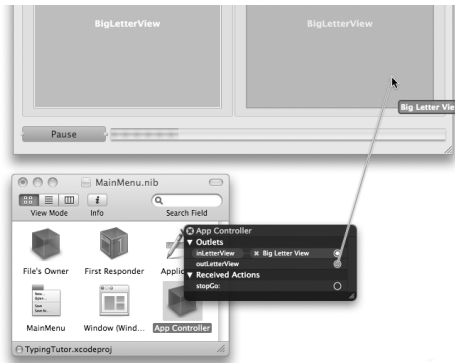 BigLetterView
BigLetterView
Big Letter Vie
Pause
MainMenu.nib
View Mode
Info
Search Field
App Controller
Outlets
inLetterView
Big Letter View
outLetterView
Received Actions
stopGo:
File's Owner
First Responder
MainMenu
Window (Wind...
App Controller
TypingTutor.xcodeproj